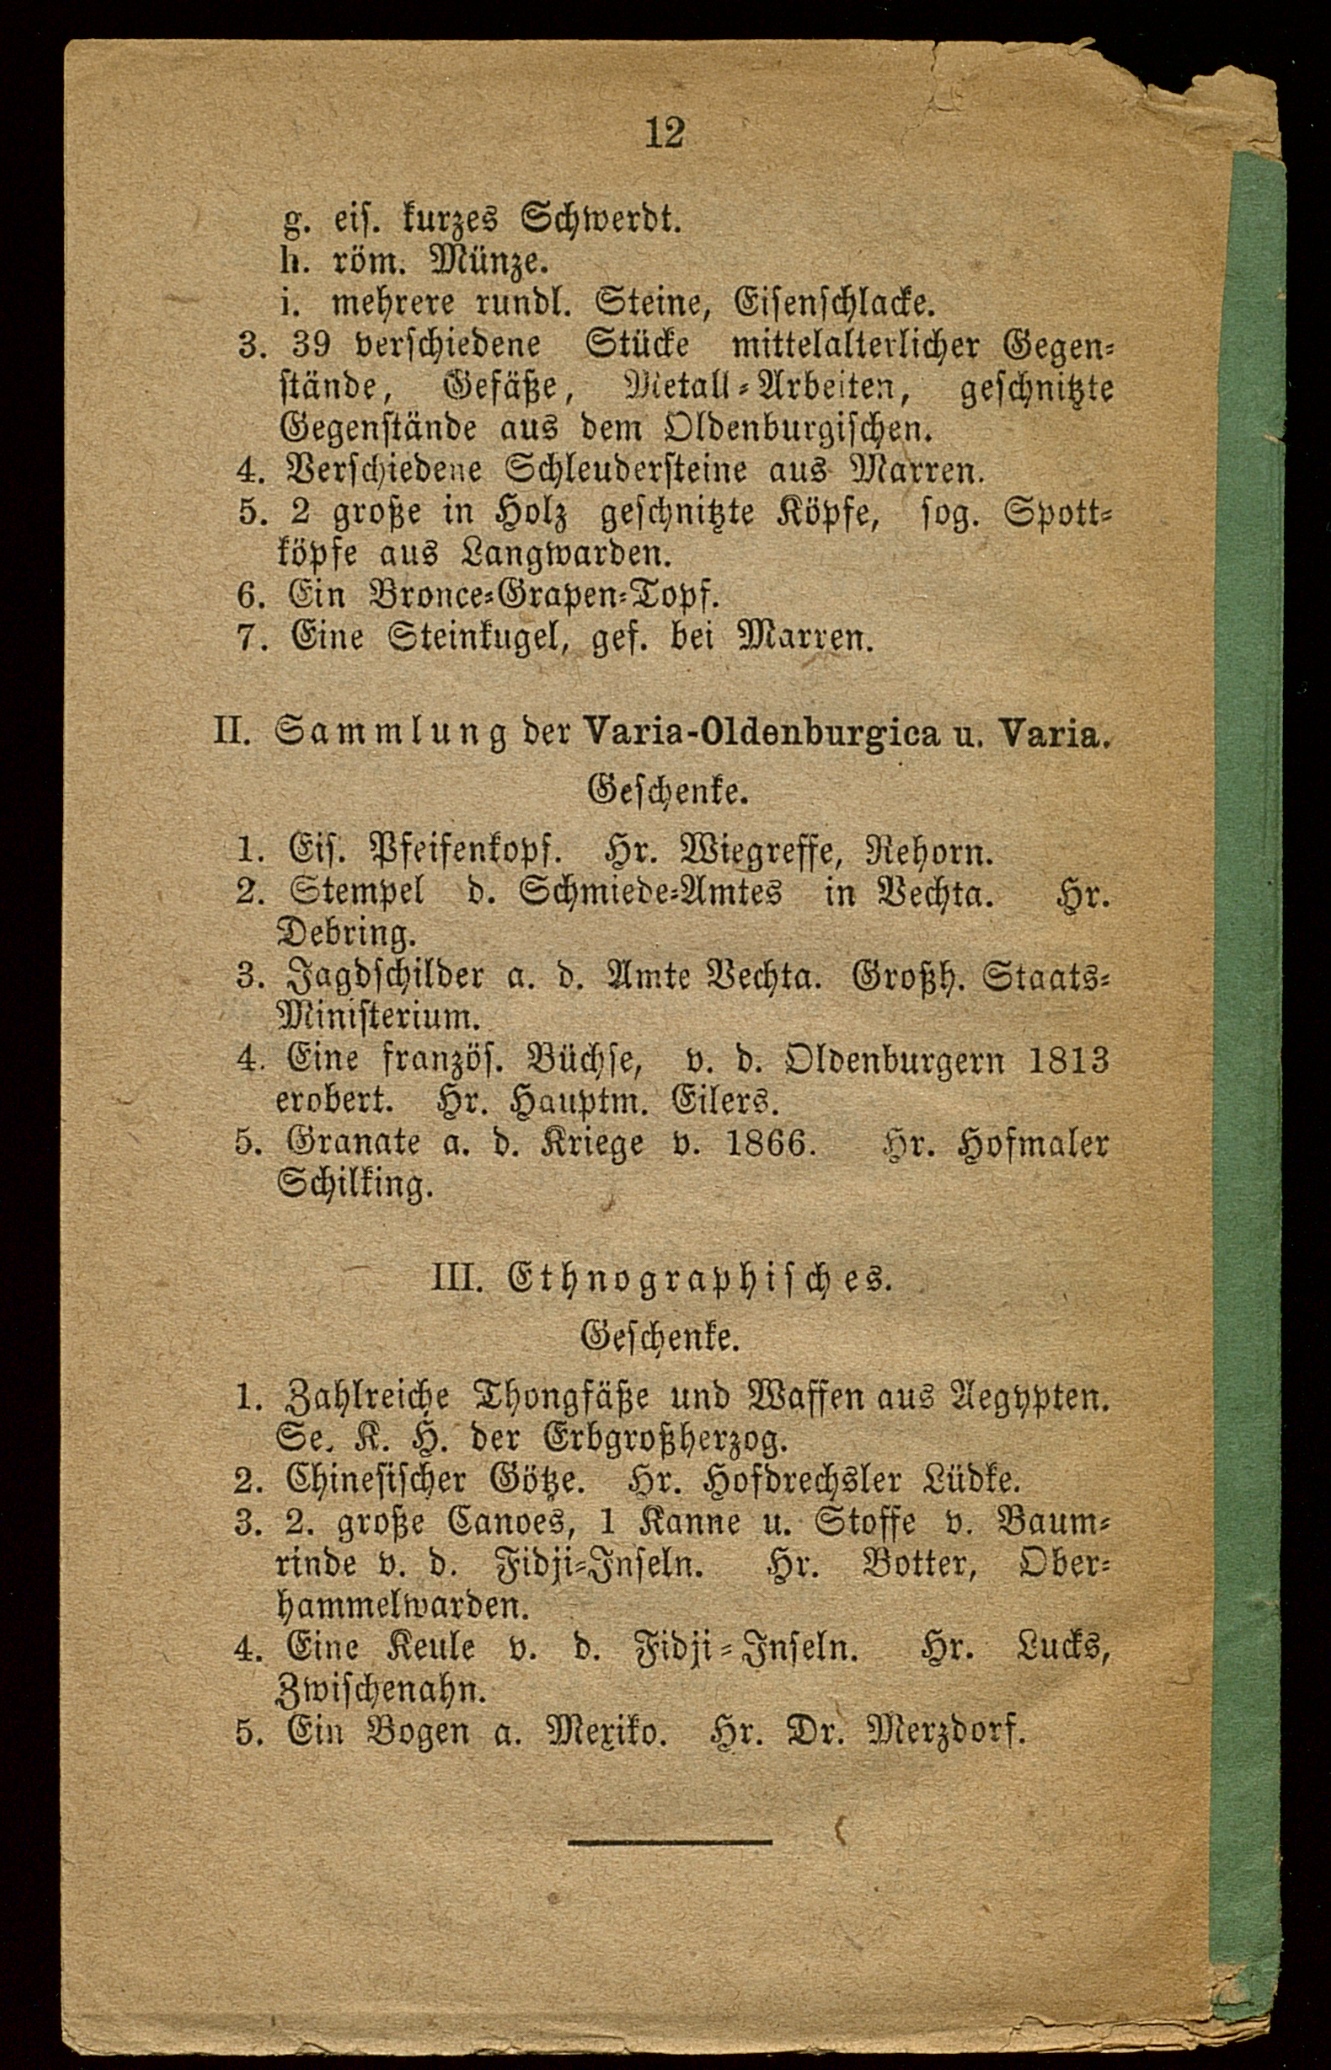 12
g. eis. kurzes Schwerdt.
h. röm. Münze.
i. mehrere rundl. Steine, Eisenschlacke.
3. 39 verschiedene Stücke mittelalterlicher Gegen-
stände, Gefäße, Metall-Arbeiten, geschnitzte
Gegenstände aus dem Oldenburgischen.
4. Verschiedene Schleudersteine aus Marren.
5. 2 große in Holz geschnitzte Köpfe, sog. Spott-
köpfe aus Langwarden.
6. Ein Bronce-Grapen-Topf.
7. Eine Steinkugel, gef. bei Marren.
II. Sammlung der Varia-Oldenburgica u. Varia.
Geschenke.
1. Eis. Pfeifenkopf. Hr. Wiegreffe, Rehorn.
2. Stempel d. Schmiede-Amtes in Vechta. Hr.
Debring.
3. Jagdschilder a. d. Amte Vechta. Großh. Staats-
Ministerium.
4. Eine französ. Büchse, v. d. Oldenburgern 1813
erobert. Hr. Hauptm. Eilers.
5. Granate a. d. Kriege v. 1866. Hr. Hofmaler
Schilking.
III. Ethnographisches.
Geschenke.
1. Zahlreiche Thongfäße und Waffen aus Aegypten.
Se. K. H. der Erbgroßherzog.
2. Chinesischer Götze. Hr. Hofdrechsler Lüdke.
3. 2. große Canoes, 1 Kanne u. Stoffe v. Baum-
rinde v. d. Fidji-Inseln. Hr. Botter, Ober-
hammelwarden.
4. Eine Keule v. d. Fidji-Inseln. Hr. Lucks,
Zwischenahn.
5. Ein Bogen a. Mexiko. Hr. Dr. Merzdorf.